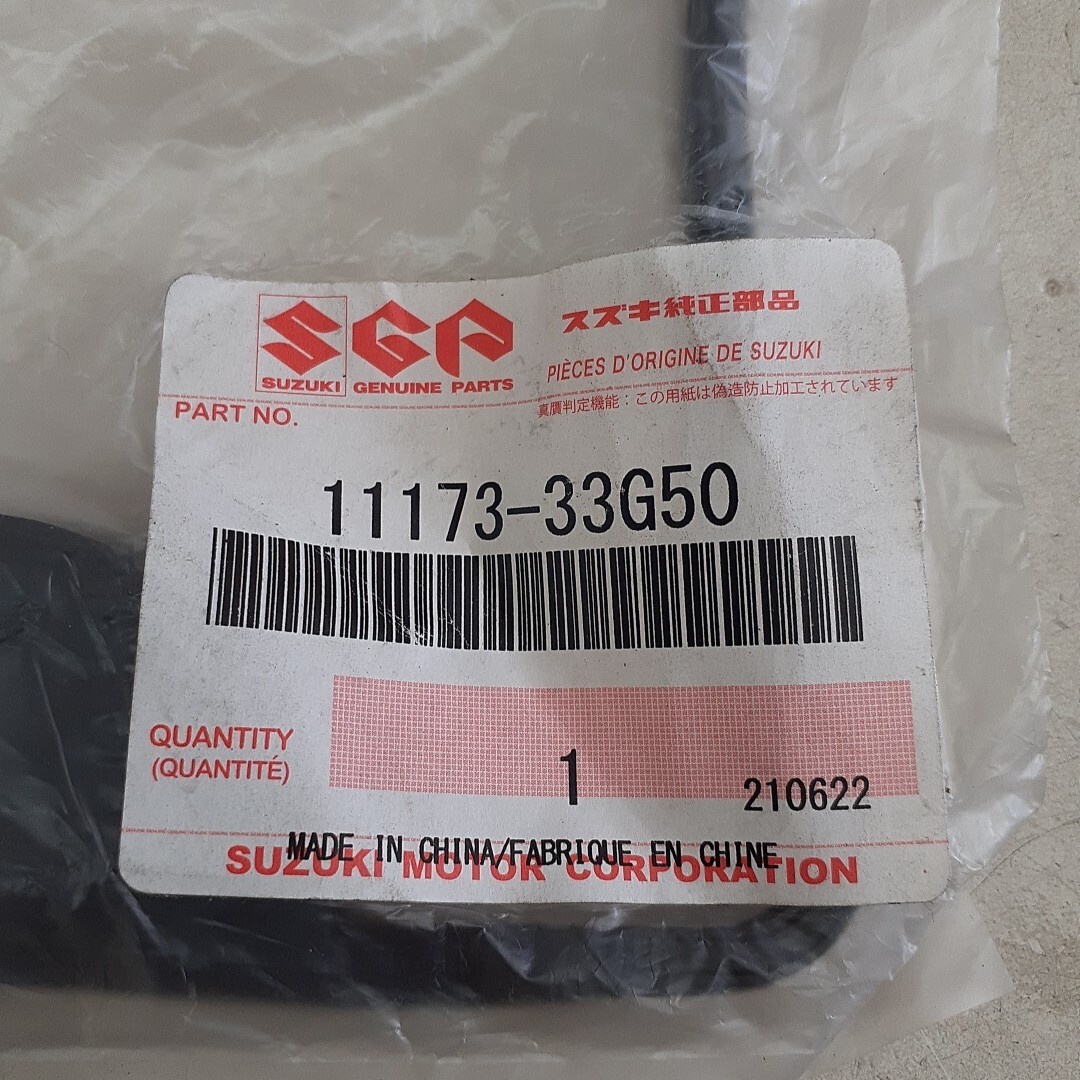 SGP
スズキ純正部品
SUZUKI
GENUINE PARTS
PIÈCES D'ORIGINE DE SUZUKI
PART NO.
真贋判定機能：この用紙は偽造防止加工されています
11173-33G50
QUANTITY
(QUANTITÉ)
1
210622
MADE IN CHINA/FABRIQUE EN CHINE
SUZUKI MOTOR CORPORATION